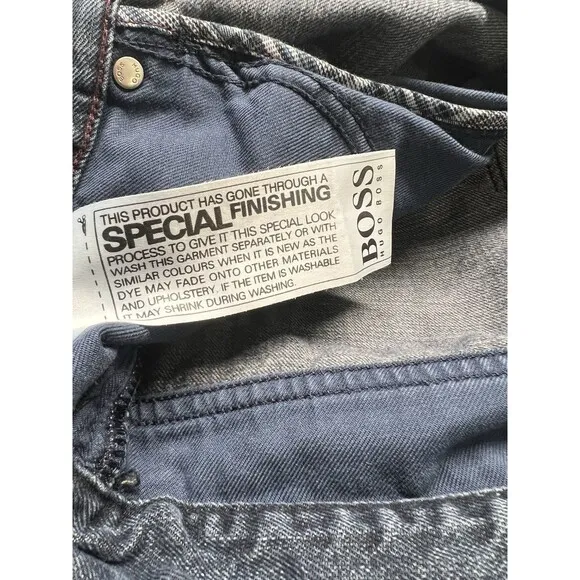 THIS PRODUCT HAS GONE THROUGH A
SPECIAL FINISHING
PROCESS TO GIVE IT THIS SPECIAL LOOK
WASH THIS GARMENT SEPARATELY OR WITH
SIMILAR COLOURS WHEN IT IS NEW AS THE
DYE MAY FADE ONTO OTHER MATERIALS
AND UPHOLSTERY. IF THE ITEM IS WASHABLE
IT MAY SHRINK DURING WASHING.
BOSS
HUGO BOSS